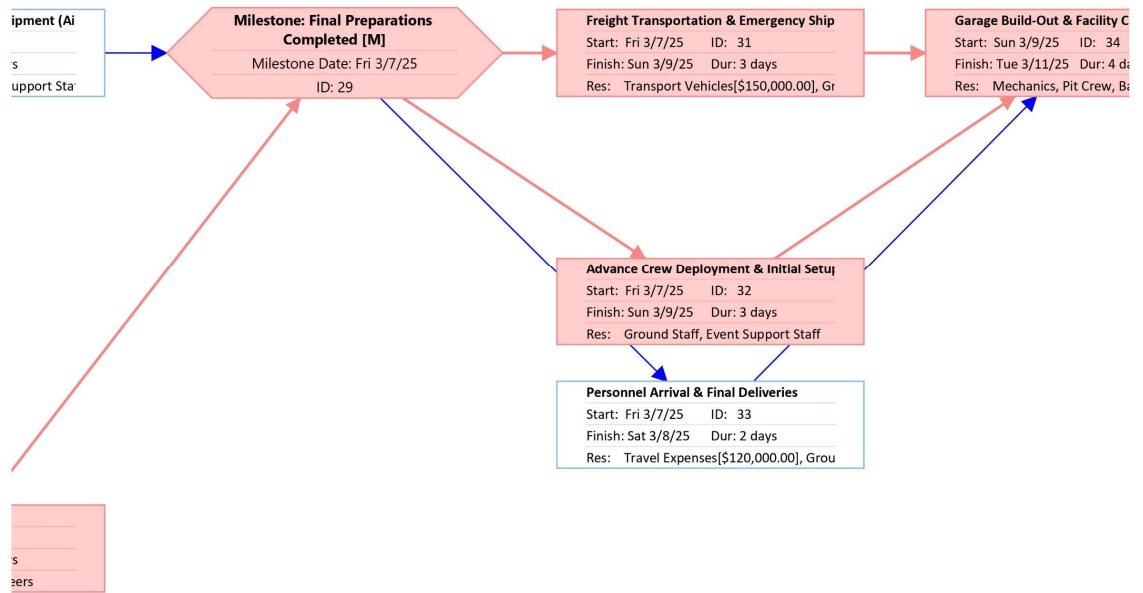 ipment (Ai
s
upport Sta
Milestone: Final Preparations
Completed [M]
Milestone Date: Fri 3/7/25
ID: 29
Freight Transportation & Emergency Ship
Start: Fri 3/7/25 ID: 31
Finish: Sun 3/9/25 Dur: 3 days
Res: Transport Vehicles[$150,000.00], Gr
Garage Build-Out & Facility C
Start: Sun 3/9/25 ID: 34
Finish: Tue 3/11/25 Dur: 4 da
Res: Mechanics, Pit Crew, Ba
Advance Crew Deployment & Initial Setup
Start: Fri 3/7/25 ID: 32
Finish: Sun 3/9/25 Dur: 3 days
Res: Ground Staff, Event Support Staff
Personnel Arrival & Final Deliveries
Start: Fri 3/7/25 ID: 33
Finish: Sat 3/8/25 Dur: 2 days
Res: Travel Expenses[$120,000.00], Grou
s
eers